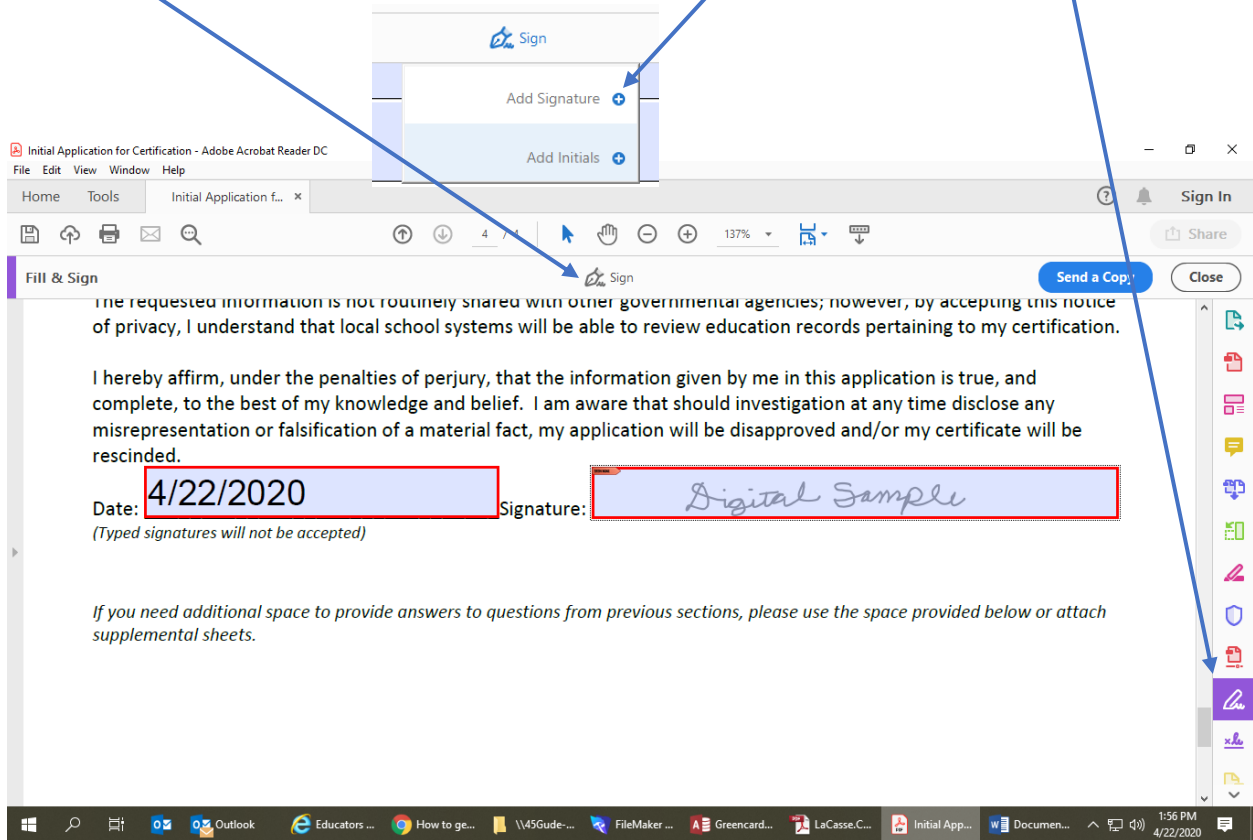 Sign
Add Signature
Add Initials
Initial Application for Certification - Adobe Acrobat Reader DC
File Edit View Window Help
Home Tools Initial Application f... × Sign In
4 / 137% Share
Fill & Sign Sign Send a Copy Close
The requested information is not routinely shared with other governmental agencies; however, by accepting this notice
of privacy, I understand that local school systems will be able to review education records pertaining to my certification.
I hereby affirm, under the penalties of perjury, that the information given by me in this application is true, and
complete, to the best of my knowledge and belief. I am aware that should investigation at any time disclose any
misrepresentation or falsification of a material fact, my application will be disapproved and/or my certificate will be
rescinded.
Date: 4/22/2020 Signature: Digital Sample
(Typed signatures will not be accepted)
If you need additional space to provide answers to questions from previous sections, please use the space provided below or attach
supplemental sheets.
Outlook Educators ... How to ge... \\45Gude-... FileMaker ... Greencard... LaCasse.C... Initial App... Documen... 1:56 PM
4/22/2020